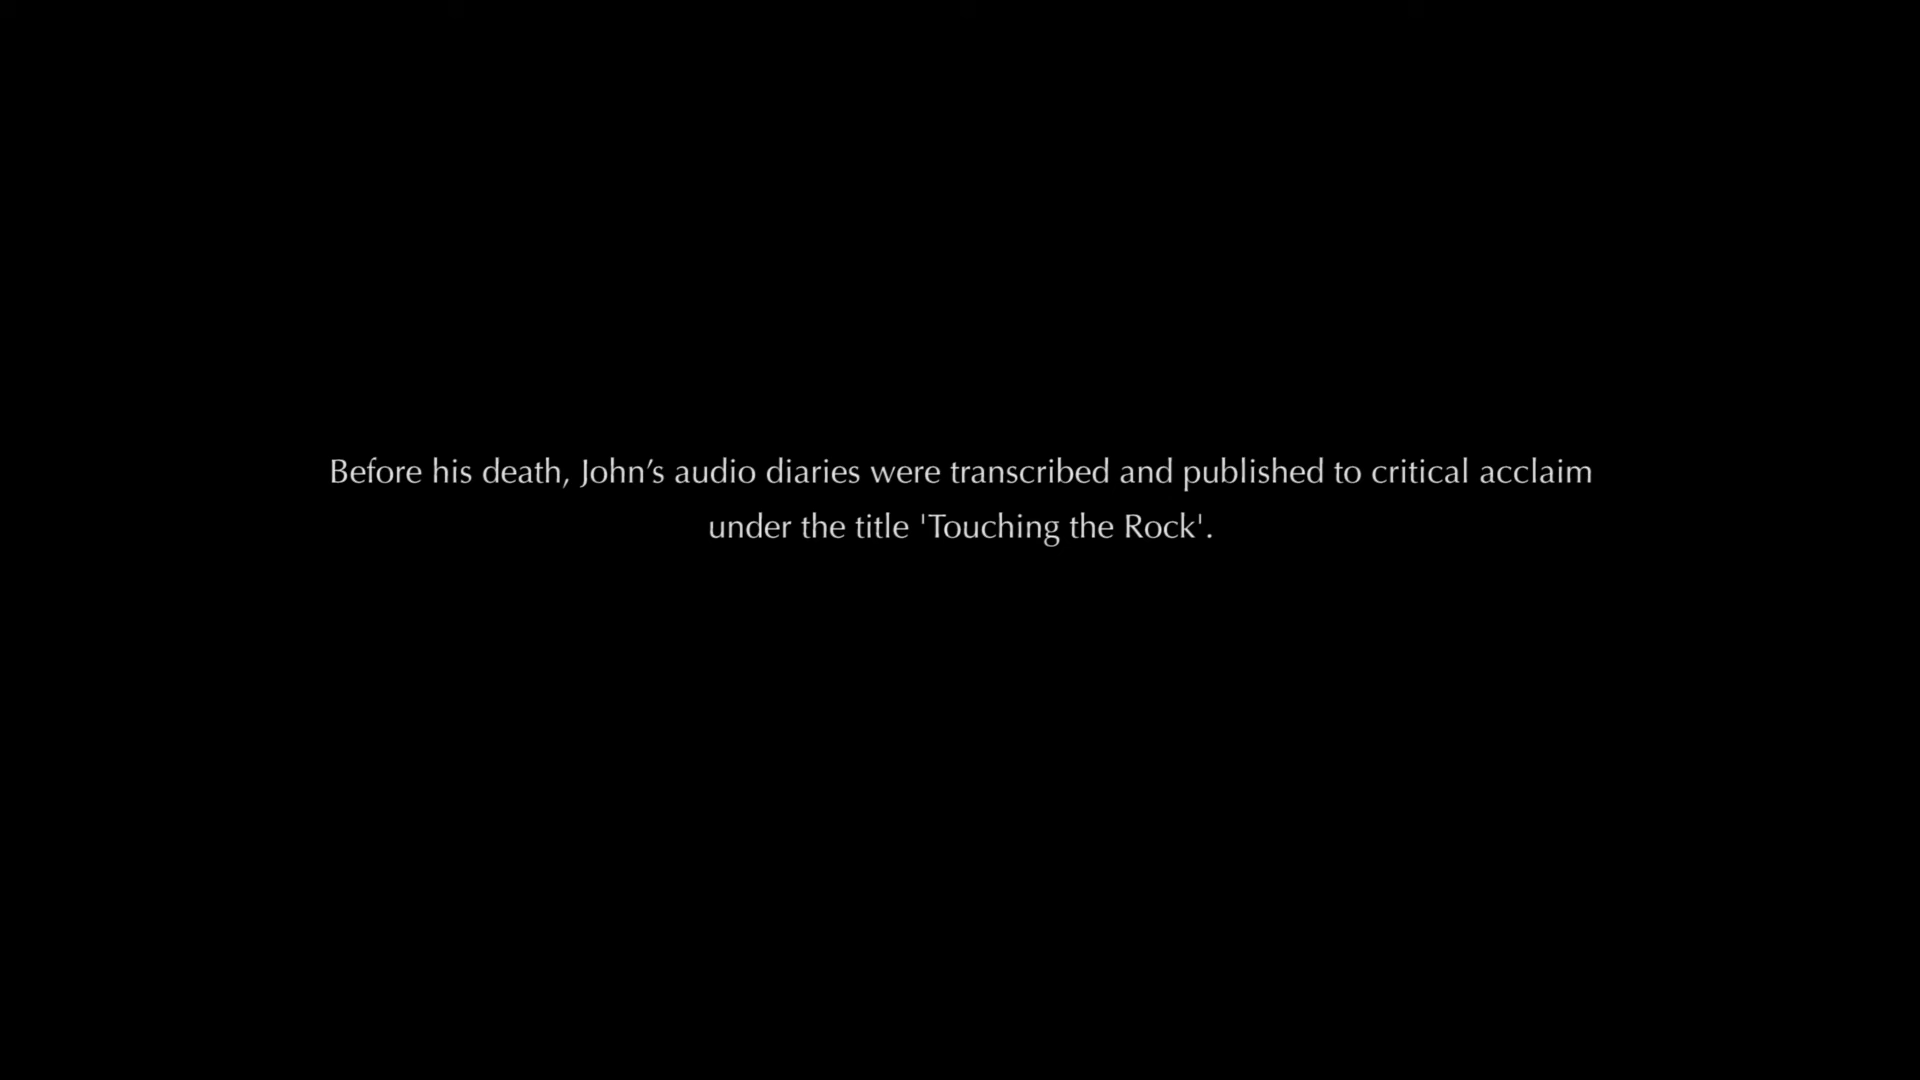 Before his death, John’s audio diaries were transcribed and published to critical acclaim
under the title 'Touching the Rock'.